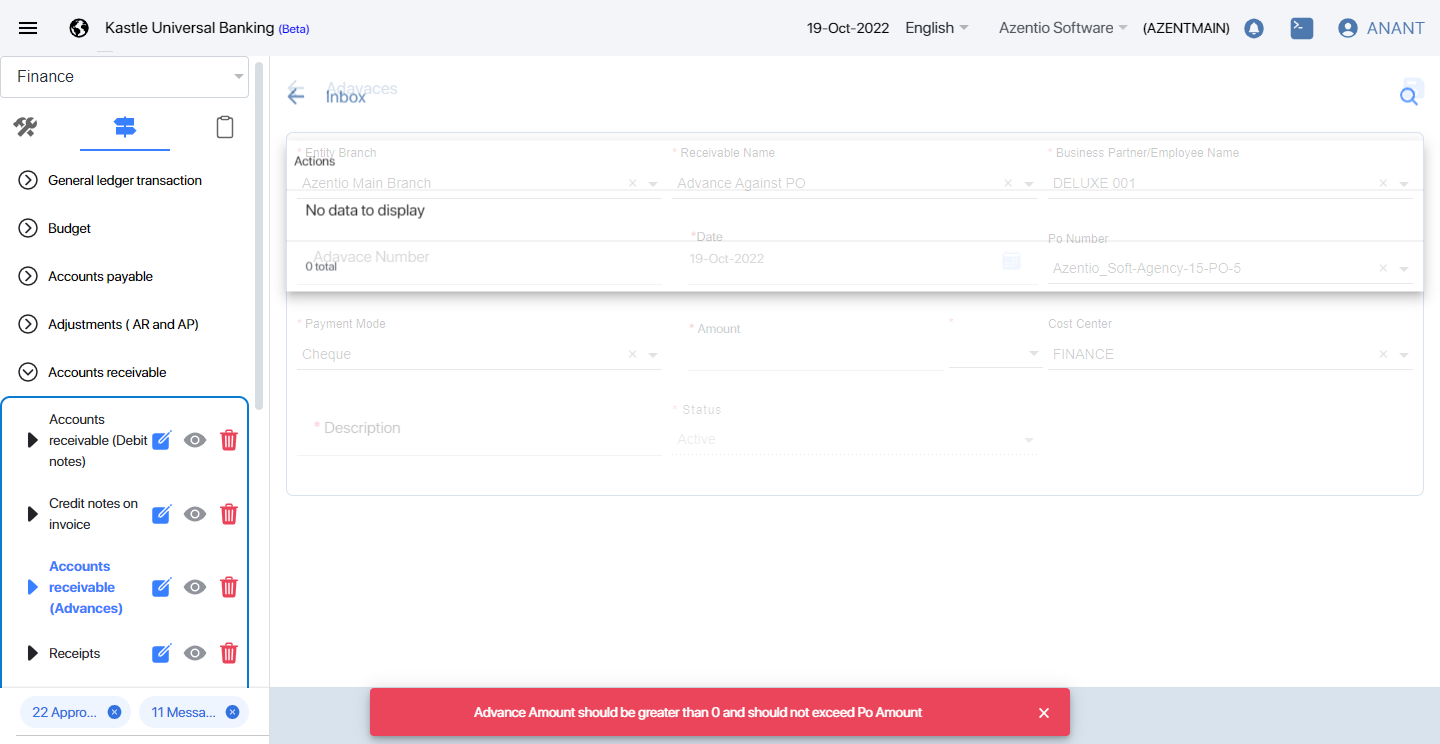 Kastle Universal Banking (Beta)
19-Oct-2022
English
Azentio Software
(AZENTMAIN)
ANANT
Finance
General ledger transaction
Budget
Accounts payable
Adjustments ( AR and AP)
Accounts receivable
Accounts
receivable (Debit
notes)
Credit notes on
invoice
Accounts
receivable
(Advances)
Receipts
22 Appro...
11 Messa...
Adavaces
Inbox
* Entity Branch
* Receivable Name
* Business Partner/Employee Name
Actions
Azentio Main Branch
Advance Against PO
DELUXE 001
No data to display
*Date
Po Number
Adavace Number
19-Oct-2022
0 total
Azentio_Soft-Agency-15-PO-5
* Payment Mode
* Amount
*
Cost Center
Cheque
FINANCE
* Description
* Status
Active
Advance Amount should be greater than 0 and should not exceed Po Amount